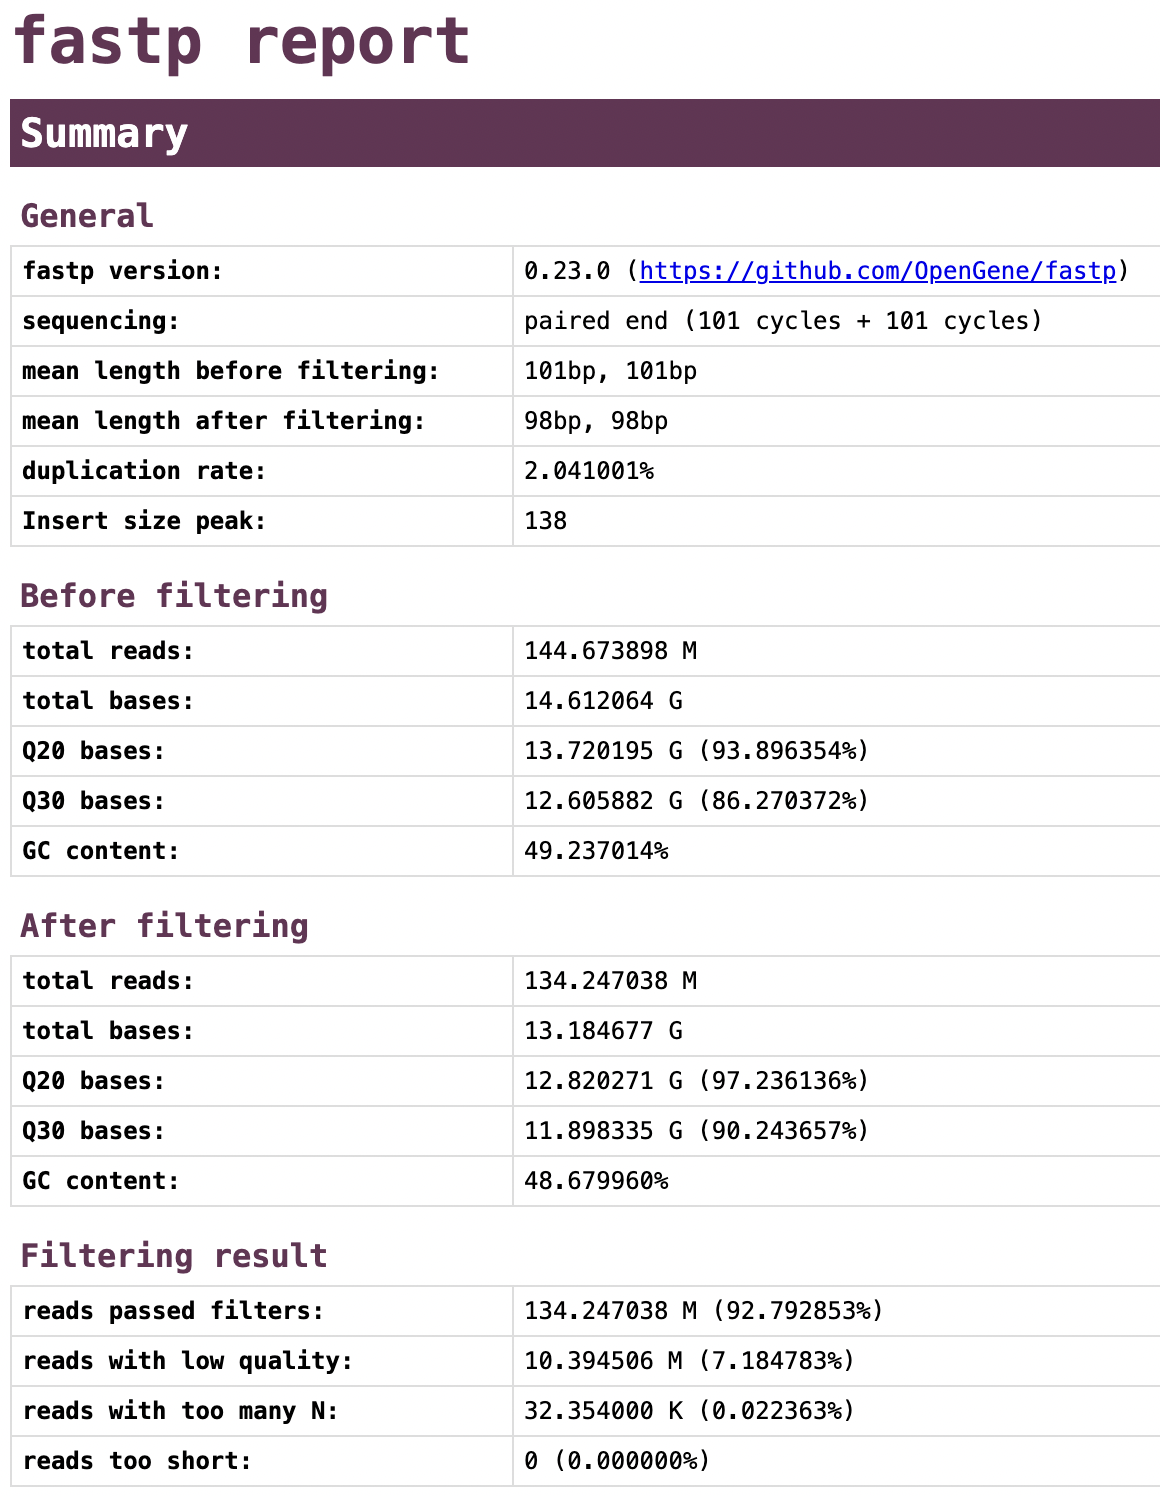 fastp report
Summary
General
fastp version: 0.23.0 (https://github.com/OpenGene/fastp)
sequencing: paired end (101 cycles + 101 cycles)
mean length before filtering: 101bp, 101bp
mean length after filtering: 98bp, 98bp
duplication rate: 2.041001%
Insert size peak: 138
Before filtering
total reads: 144.673898 M
total bases: 14.612064 G
Q20 bases: 13.720195 G (93.896354%)
Q30 bases: 12.605882 G (86.270372%)
GC content: 49.237014%
After filtering
total reads: 134.247038 M
total bases: 13.184677 G
Q20 bases: 12.820271 G (97.236136%)
Q30 bases: 11.898335 G (90.243657%)
GC content: 48.679960%
Filtering result
reads passed filters: 134.247038 M (92.792853%)
reads with low quality: 10.394506 M (7.184783%)
reads with too many N: 32.354000 K (0.022363%)
reads too short: 0 (0.000000%)